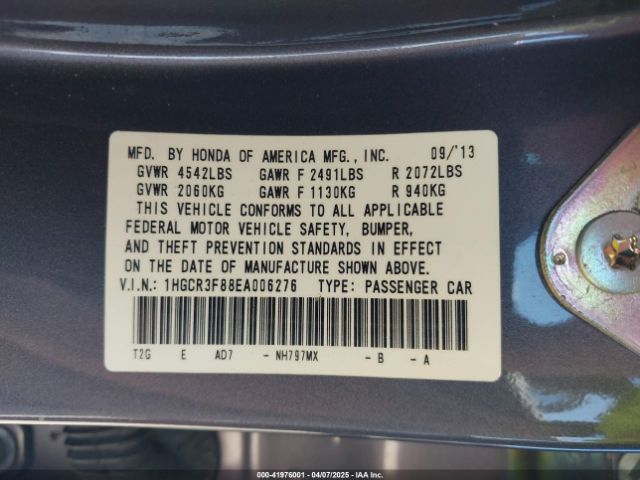 MFD. BY HONDA OF AMERICA MFG., INC. 09/'13
GVWR 4542LBS GAWR F 2491LBS R 2072LBS
GVWR 2060KG GAWR F 1130KG R 940KG
THIS VEHICLE CONFORMS TO ALL APPLICABLE
FEDERAL MOTOR VEHICLE SAFETY, BUMPER,
AND THEFT PREVENTION STANDARDS IN EFFECT
ON THE DATE OF MANUFACTURE SHOWN ABOVE.
V.I.N.: 1HGCR3F88EA006276 TYPE: PASSENGER CAR
T2G E AD7 - NH797MX - B - A
000-41976001 04/07/2025 IAA Inc.